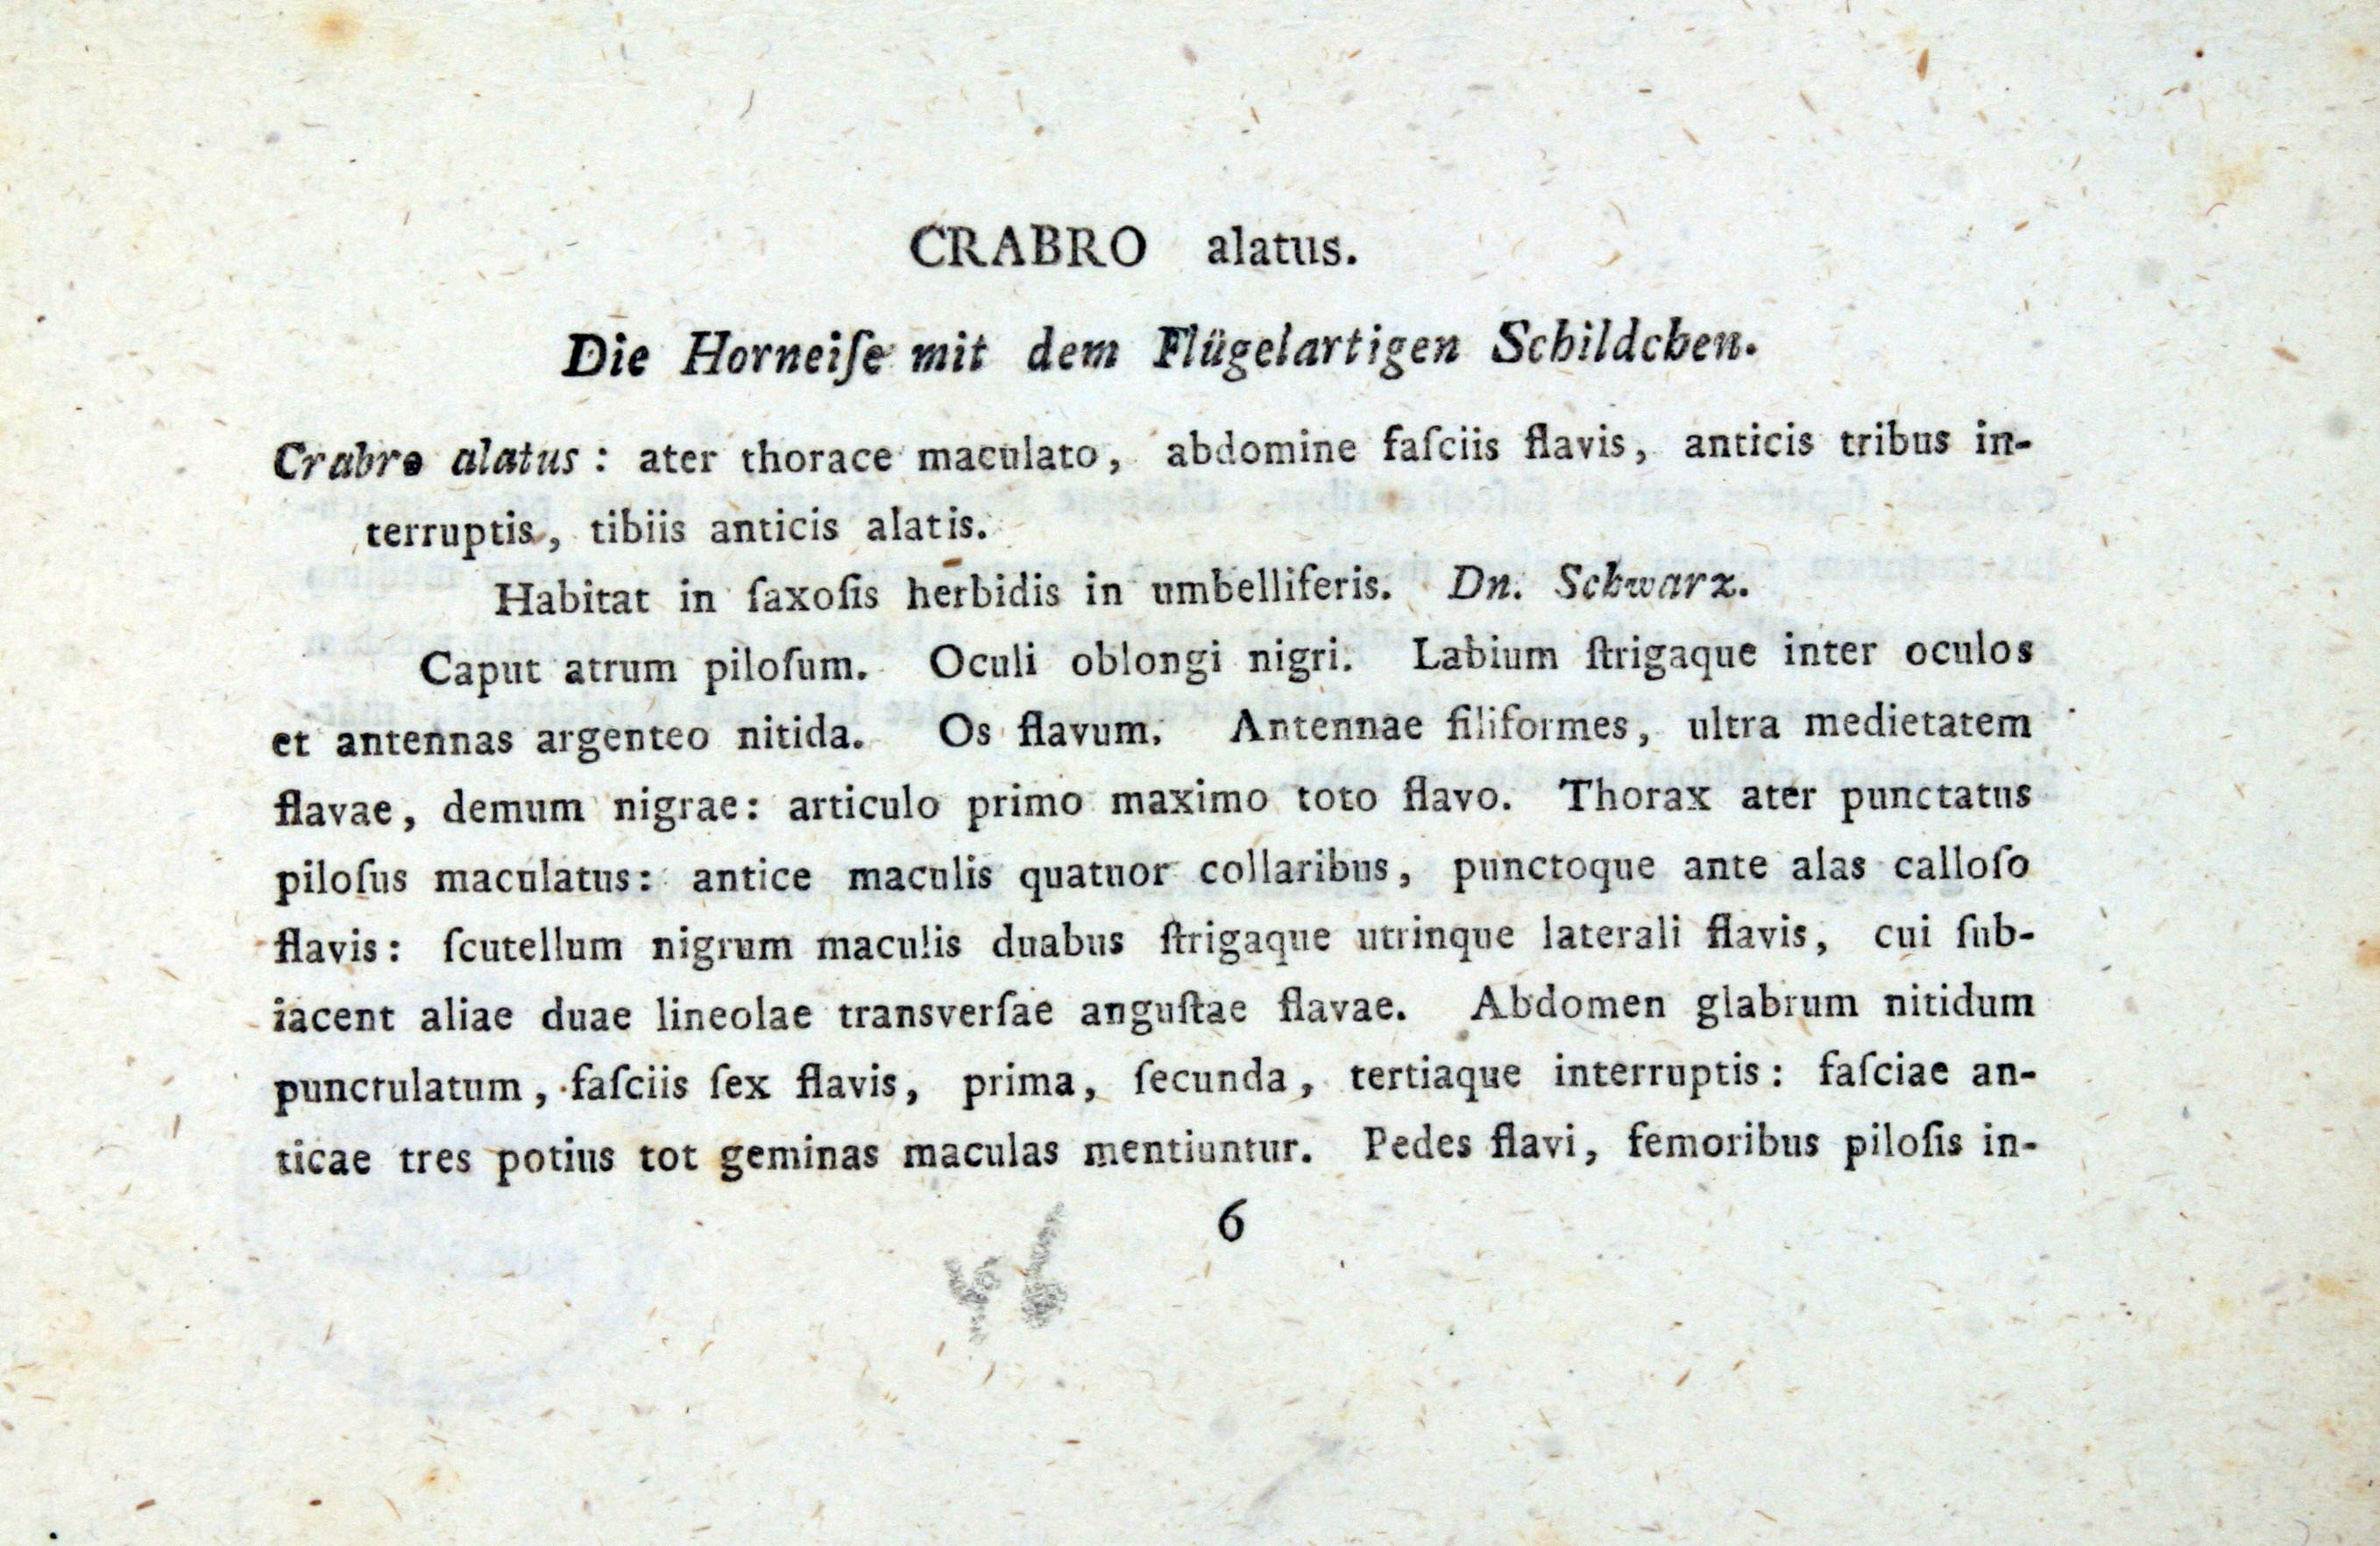 CRABRO alatus.
Die Horneiſe mit dem Flügelartigen Schildchen.
Crabro alatus: ater thorace maculato, abdomine faſciis flavis, anticis tribus in-
terruptis, tibiis anticis alatis.
Habitat in ſaxoſis herbidis in umbelliferis. Dn. Schwarz.
Caput atrum piloſum. Oculi oblongi nigri. Labium ſtrigaque inter oculos
et antennas argenteo nitida. Os flavum. Antennae filiformes, ultra medietatem
flavae, demum nigrae: articulo primo maximo toto flavo. Thorax ater punctatus
piloſus maculatus: antice maculis quatuor collaribus, punctoque ante alas calloſo
flavis: ſcutellum nigrum maculis duabus ſtrigaque utrinque laterali flavis, cui ſub-
iacent aliae duae lineolae transverſae anguſtae flavae. Abdomen glabrum nitidum
punctulatum, faſciis ſex flavis, prima, ſecunda, tertiaque interruptis: faſciae an-
ticae tres potius tot geminas maculas mentiuntur. Pedes flavi, femoribus piloſis in-
6
46